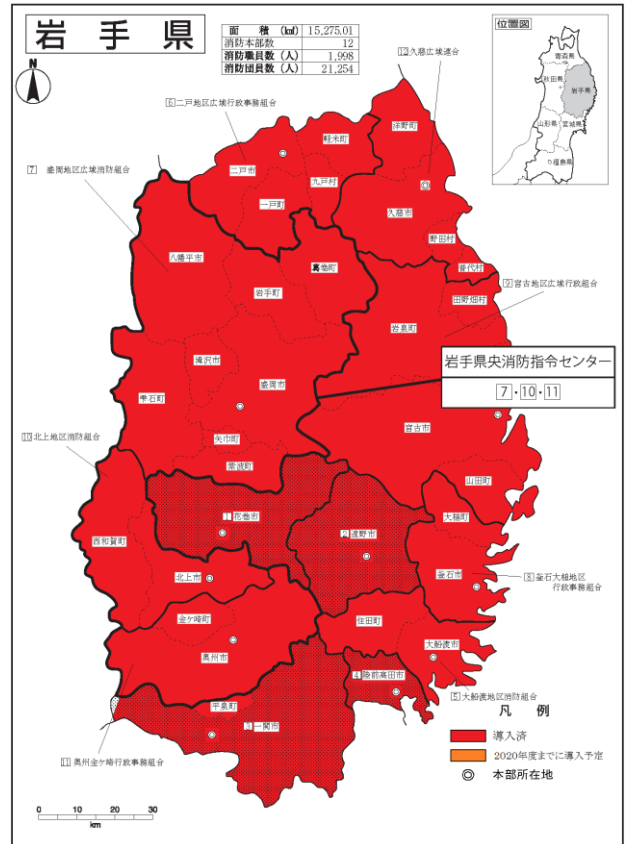 岩手県
面積(km²) 15,275.01
消防本部数 12
消防職員数(人) 1,998
消防団員数(人) 21,254
位置図
青森県
秋田県
岩手県
山形県
宮城県
福島県
N
12 久慈広域連合
6 二戸地区広域行政事務組合
7 盛岡地区広域消防組合
洋野町
軽米町
二戸市
九戸村
一戸町
久慈市
野田村
普代村
八幡平市
葛巻町
岩手町
9 宮古地区広域行政組合
田野畑村
岩泉町
岩手県央消防指令センター
7・10・11
滝沢市
盛岡市
雫石町
宮古市
矢巾町
紫波町
10 北上地区消防組合
山田町
大槌町
1 花巻市
2 遠野市
西和賀町
北上市
釜石市
8 釜石大槌地区
行政事務組合
金ケ崎町
住田町
奥州市
大船渡市
4 陸前高田市
5 大船渡地区消防組合
平泉町
3 一関市
11 奥州金ケ崎行政事務組合
凡例
導入済
2020年度までに導入予定
本部所在地
0 10 20 30
km